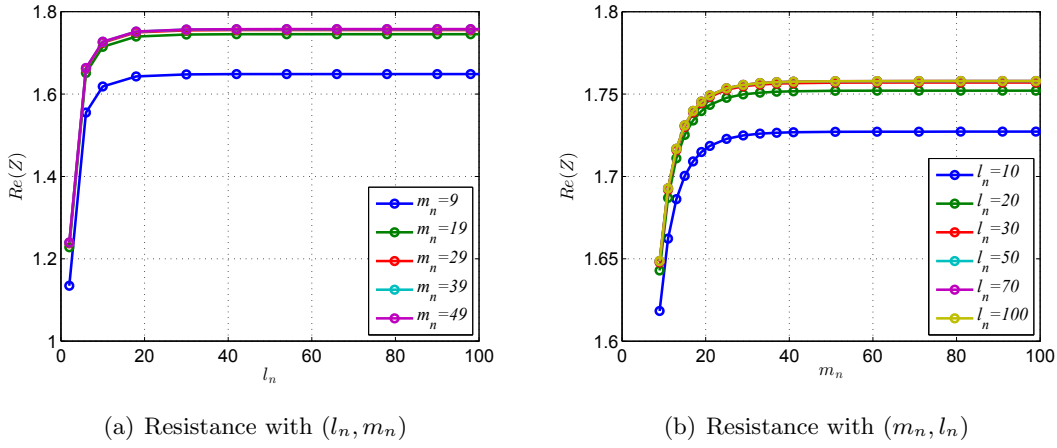 1.8
1.6
1.4
1.2
1
Re(Z)
0 20 40 60 80 100
l_n
m_n=9
m_n=19
m_n=29
m_n=39
m_n=49
(a) Resistance with (l_n, m_n)
1.8
1.75
1.7
1.65
1.6
Re(Z)
0 20 40 60 80 100
m_n
l_n=10
l_n=20
l_n=30
l_n=50
l_n=70
l_n=100
(b) Resistance with (m_n, l_n)